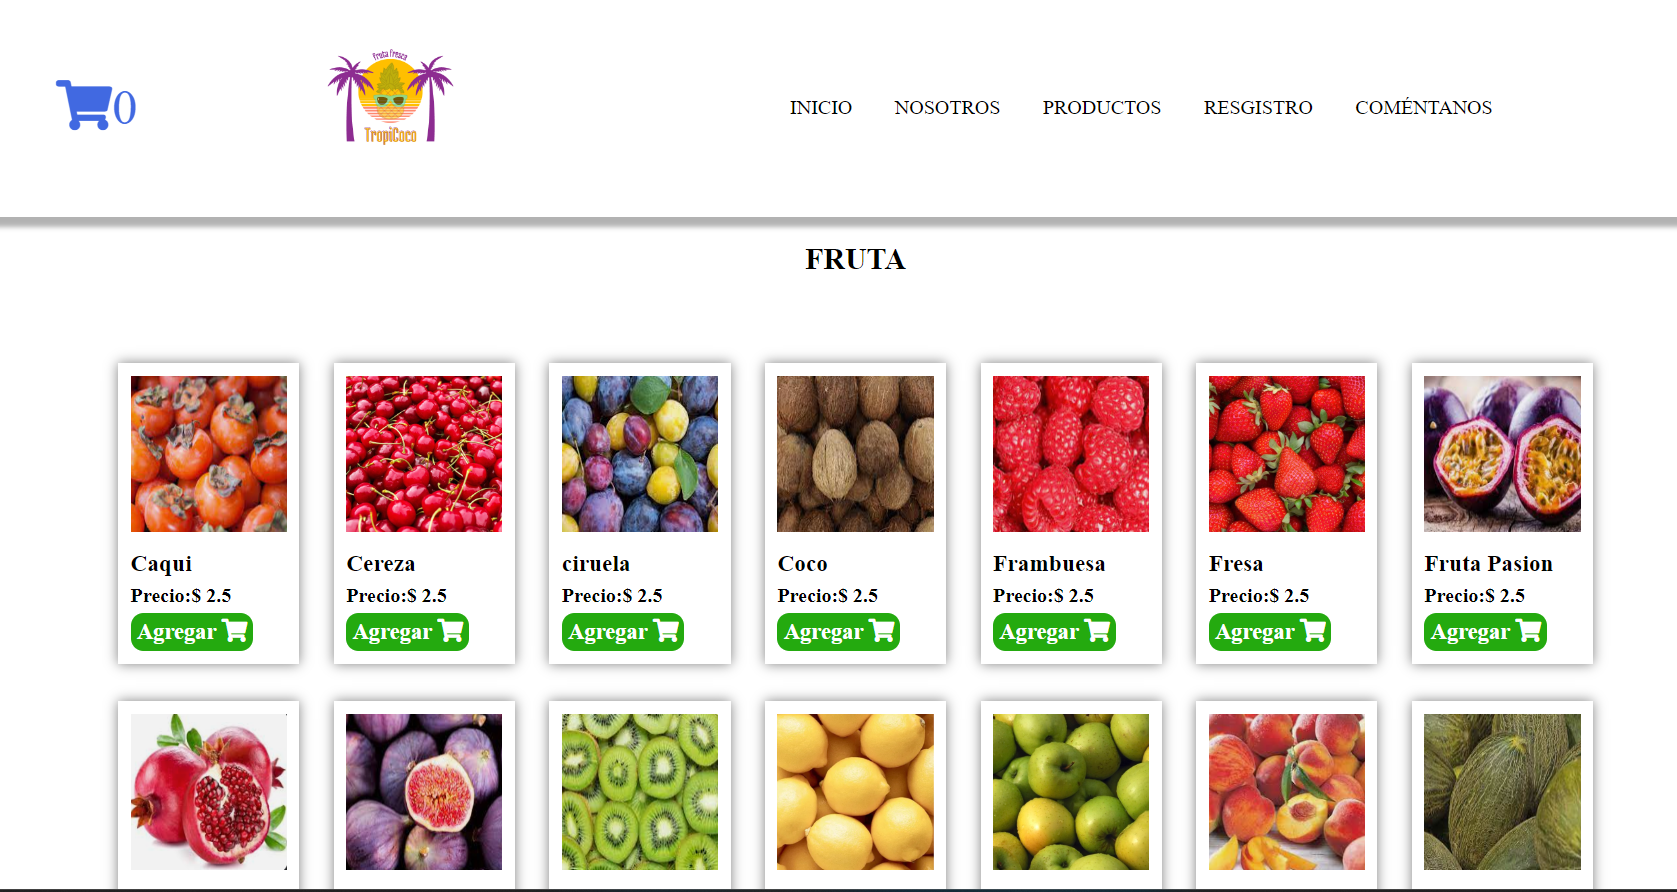 0
Fruta Fresca
TropiCoco
INICIO NOSOTROS PRODUCTOS RESGISTRO COMÉNTANOS
FRUTA
Caqui
Precio:$ 2.5
Agregar
Cereza
Precio:$ 2.5
Agregar
ciruela
Precio:$ 2.5
Agregar
Coco
Precio:$ 2.5
Agregar
Frambuesa
Precio:$ 2.5
Agregar
Fresa
Precio:$ 2.5
Agregar
Fruta Pasion
Precio:$ 2.5
Agregar